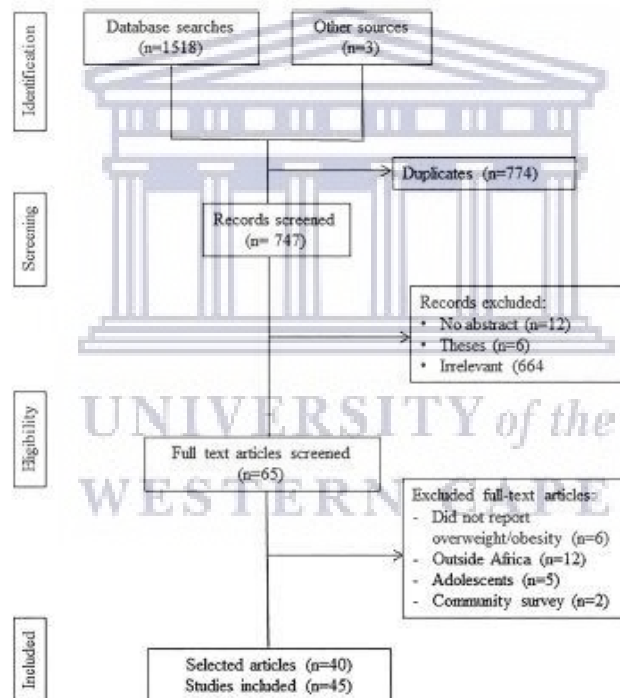 Identification
Database searches
(n=1518)
Other sources
(n=3)
Duplicates (n=774)
Screening
Records screened
(n= 747)
Records excluded:
• No abstract (n=12)
• Theses (n=6)
• Irrelevant (664
Eligibility
UNIVERSITY of the
WESTERN CAPE
Full text articles screened
(n=65)
Excluded full-text articles:
- Did not report
overweight/obesity (n=6)
- Outside Africa (n=12)
- Adolescents (n=5)
- Community survey (n=2)
Included
Selected articles (n=40)
Studies included (n=45)